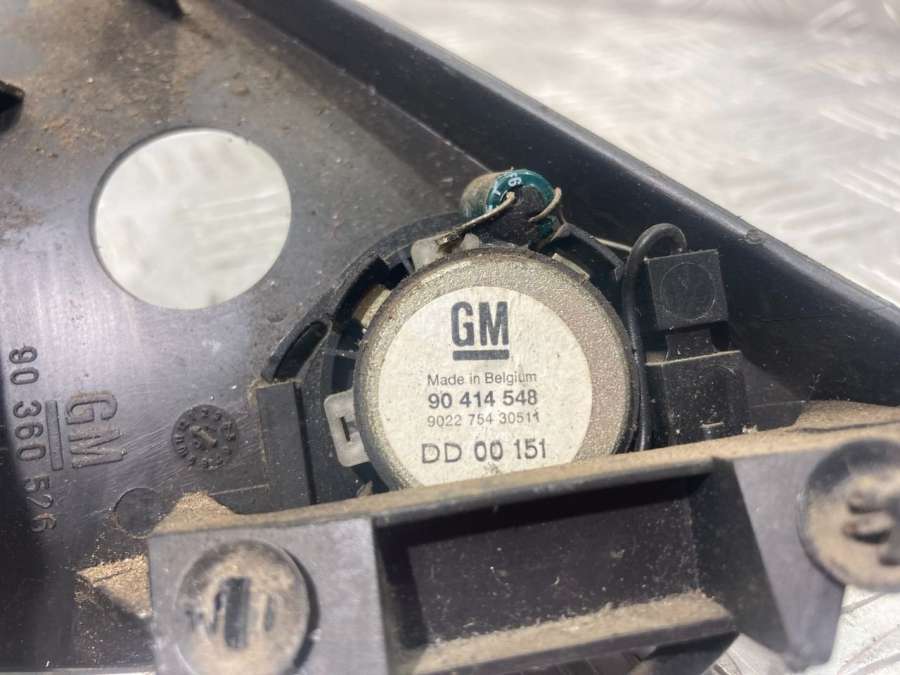 GM
Made in Belgium
90 414 548
9022 754 30511
DD 00 151
GM
90 360 526